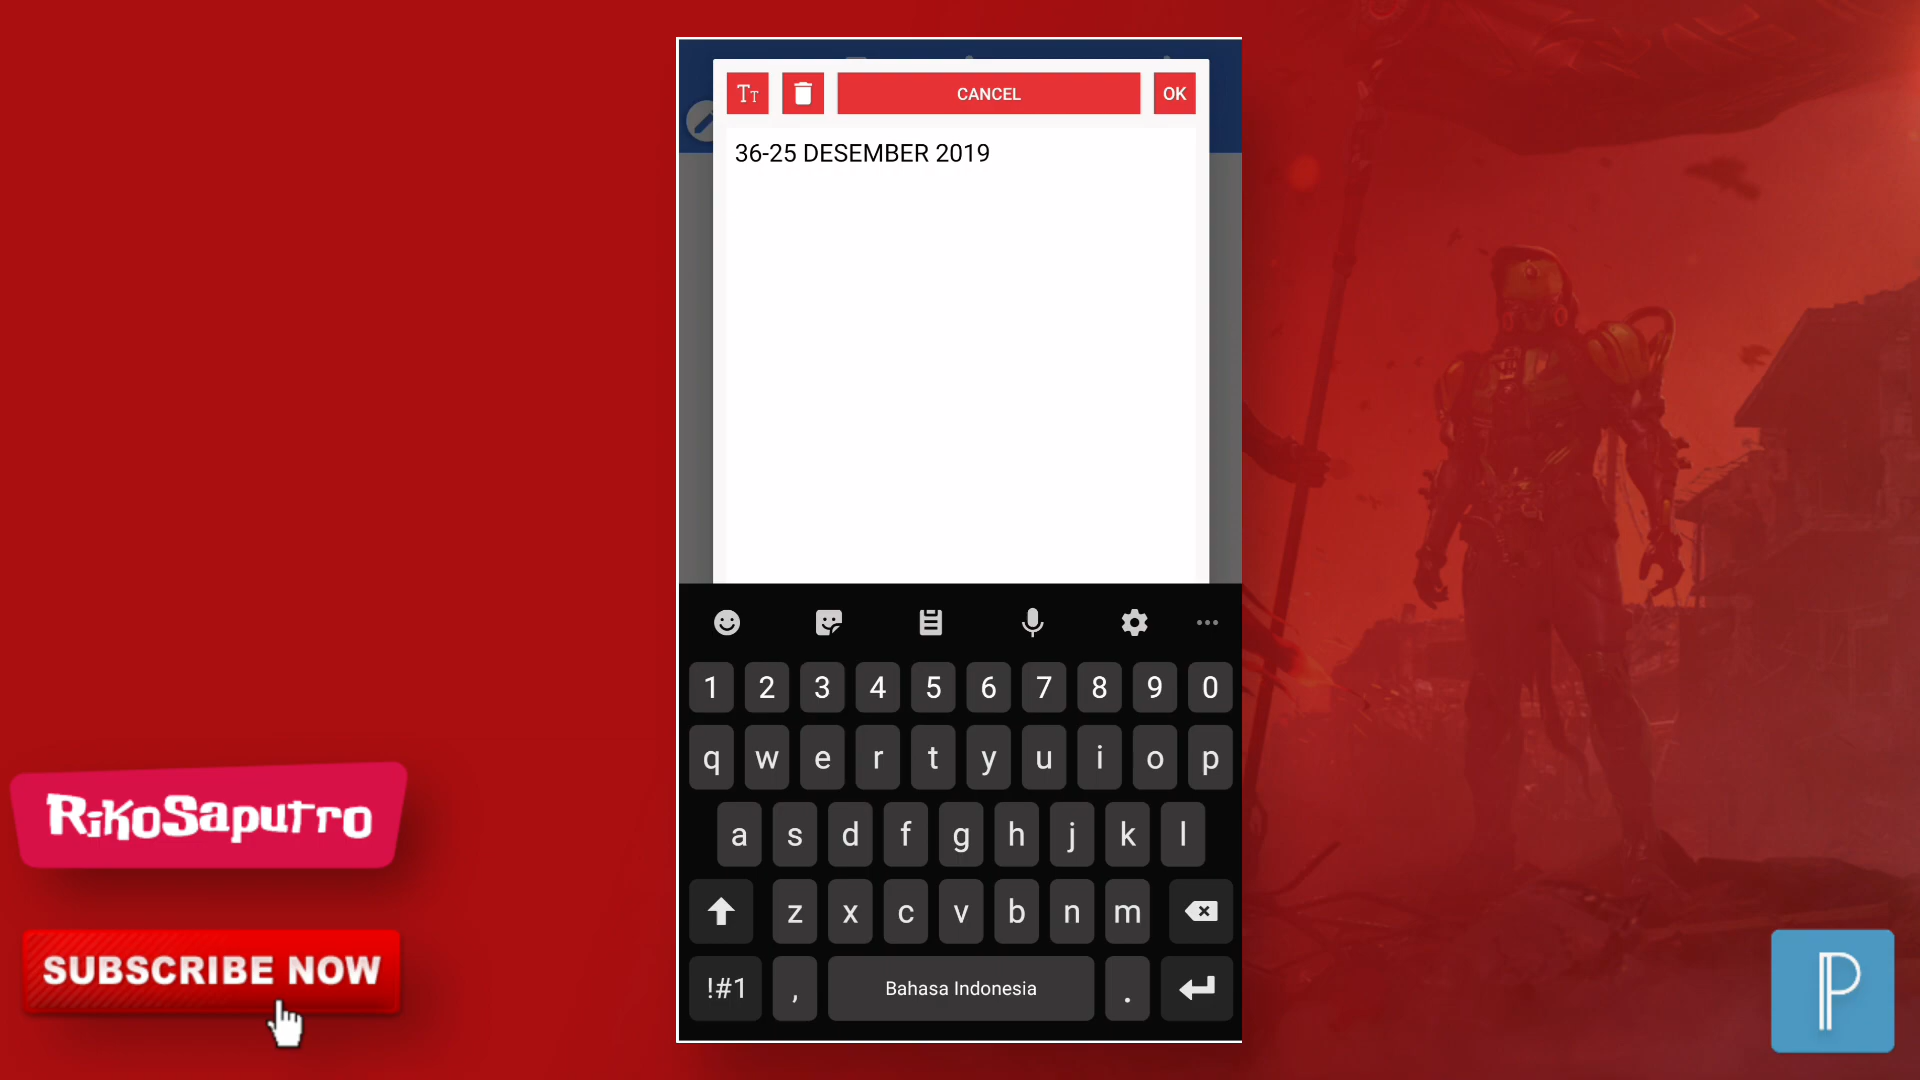 Tт CANCEL OK
36-25 DESEMBER 2019
1 2 3 4 5 6 7 8 9 0
q w e r t y u i o p
a s d f g h j k l
z x c v b n m
!#1 , Bahasa Indonesia .
RikoSaputro
SUBSCRIBE NOW
P